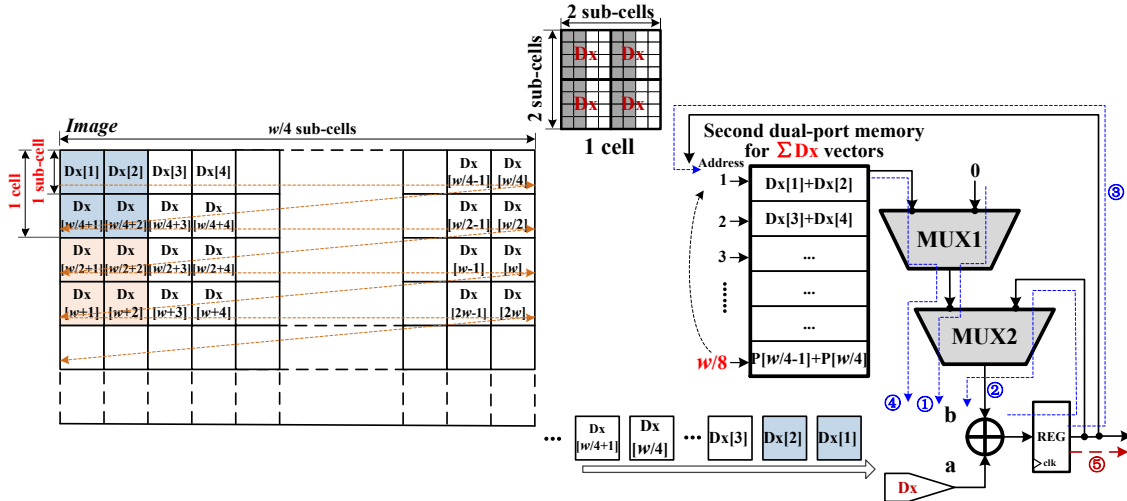 2 sub-cells
2 sub-cells
Dx Dx
Dx Dx
1 cell
Image
w/4 sub-cells
1 cell
1 sub-cell
Dx[1] Dx[2] Dx[3] Dx[4] Dx [w/4-1] Dx [w/4]
Dx [w/4+1] Dx [w/4+2] Dx [w/4+3] Dx [w/4+4] Dx [w/2-1] Dx [w/2]
Dx [w/2+1] Dx [w/2+2] Dx [w/2+3] Dx [w/2+4] Dx [w-1] Dx [w]
Dx [w+1] Dx [w+2] Dx [w+3] Dx [w+4] Dx [2w-1] Dx [2w]
Second dual-port memory
for ∑Dx vectors
Address
1 Dx[1]+Dx[2]
2 Dx[3]+Dx[4]
3 ...
...
...
w/8 P[w/4-1]+P[w/4]
0
MUX1
MUX2
③
④ ① ②
b
a
REG
clk
⑤
... Dx [w/4+1] Dx [w/4] ... Dx[3] Dx[2] Dx[1]
Dx